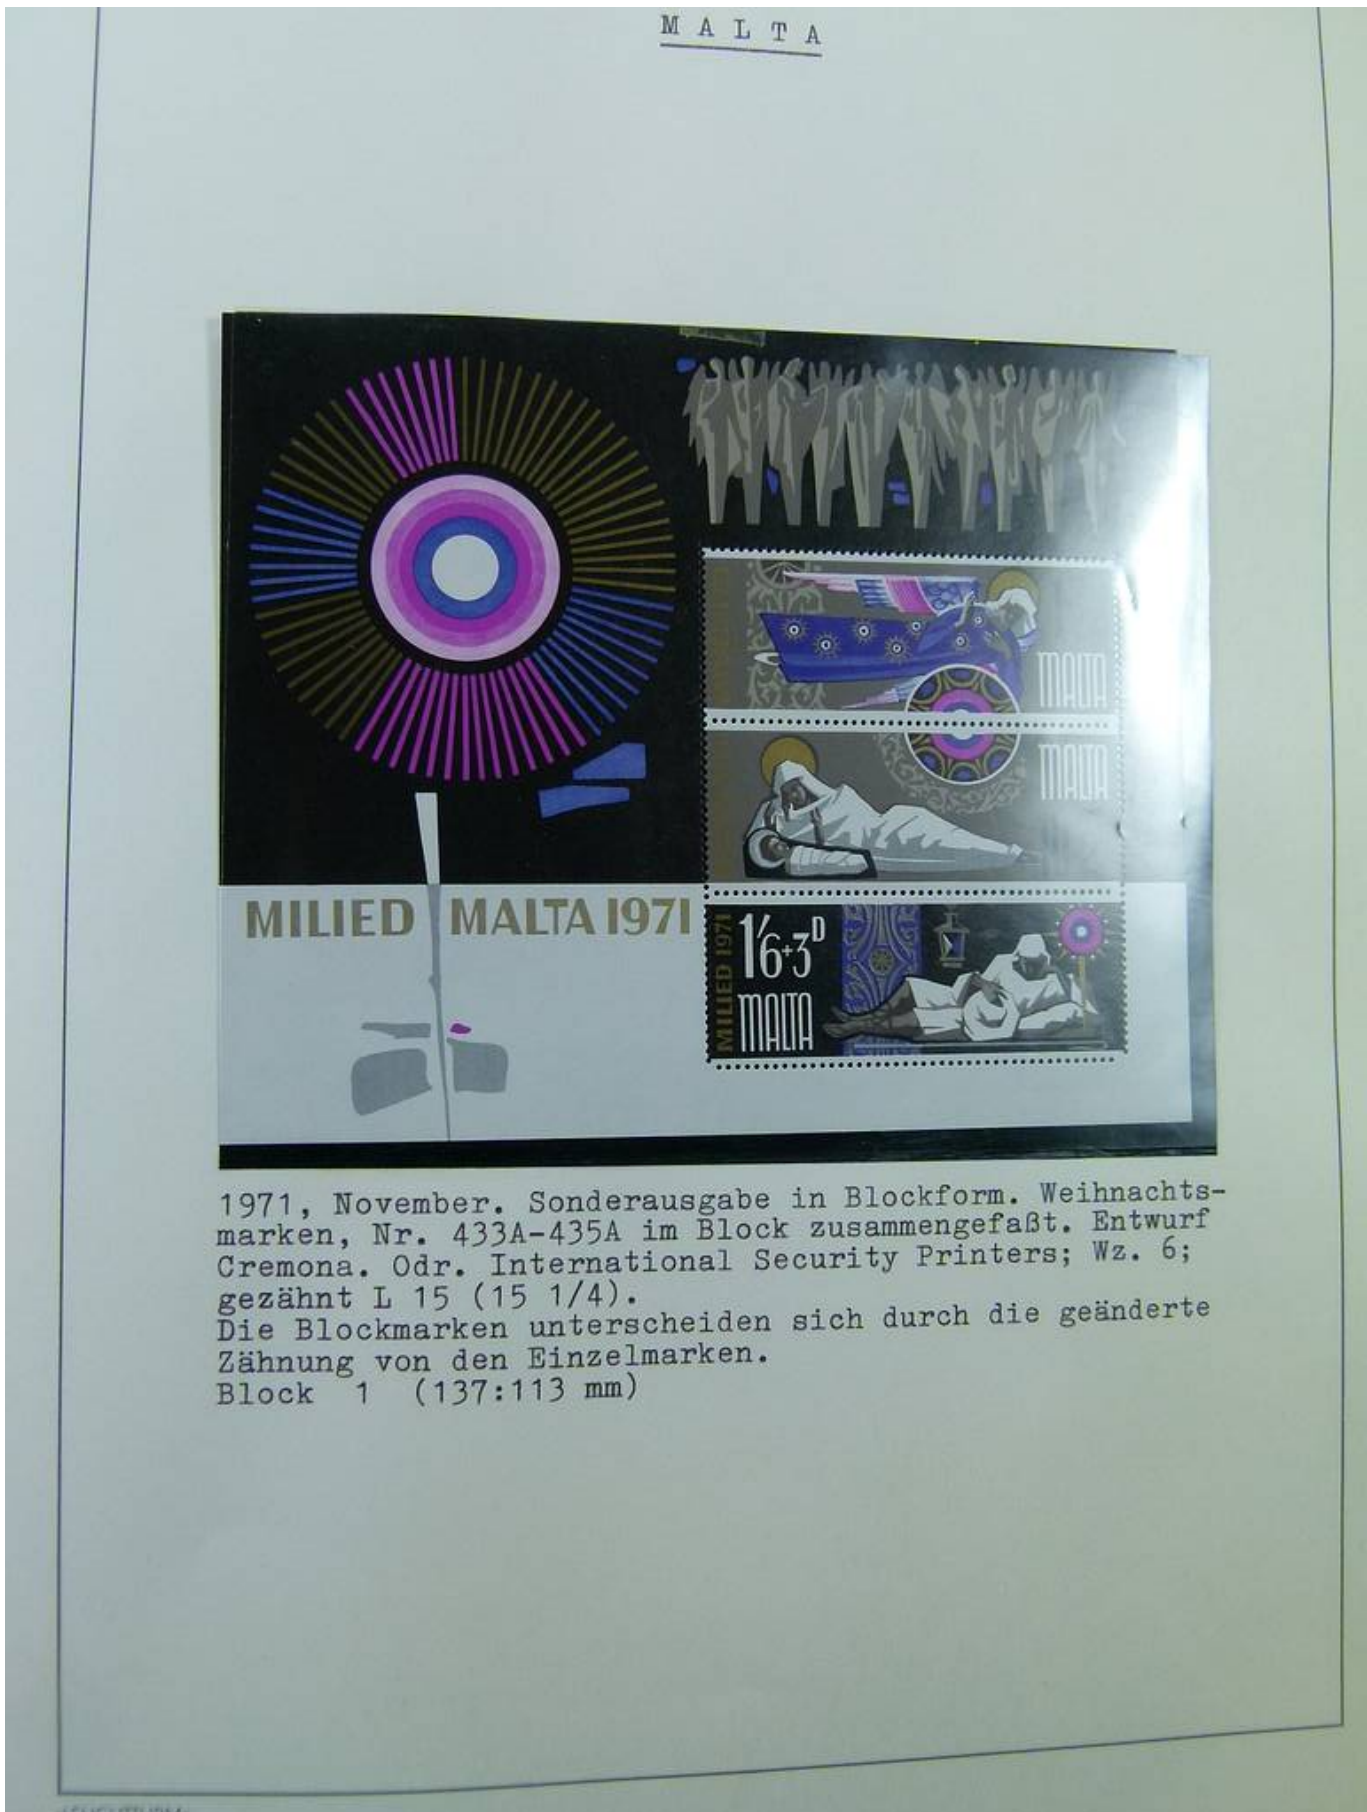 M A L T A
MALTA
MALTA
MILIED MALTA 1971
MILIED 1971
1'6+3D
MALTA
1971, November. Sonderausgabe in Blockform. Weihnachts-
marken, Nr. 433A-435A im Block zusammengefaßt. Entwurf
Cremona. Odr. International Security Printers; Wz. 6;
gezähnt L 15 (15 1/4).
Die Blockmarken unterscheiden sich durch die geänderte
Zähnung von den Einzelmarken.
Block 1 (137:113 mm)